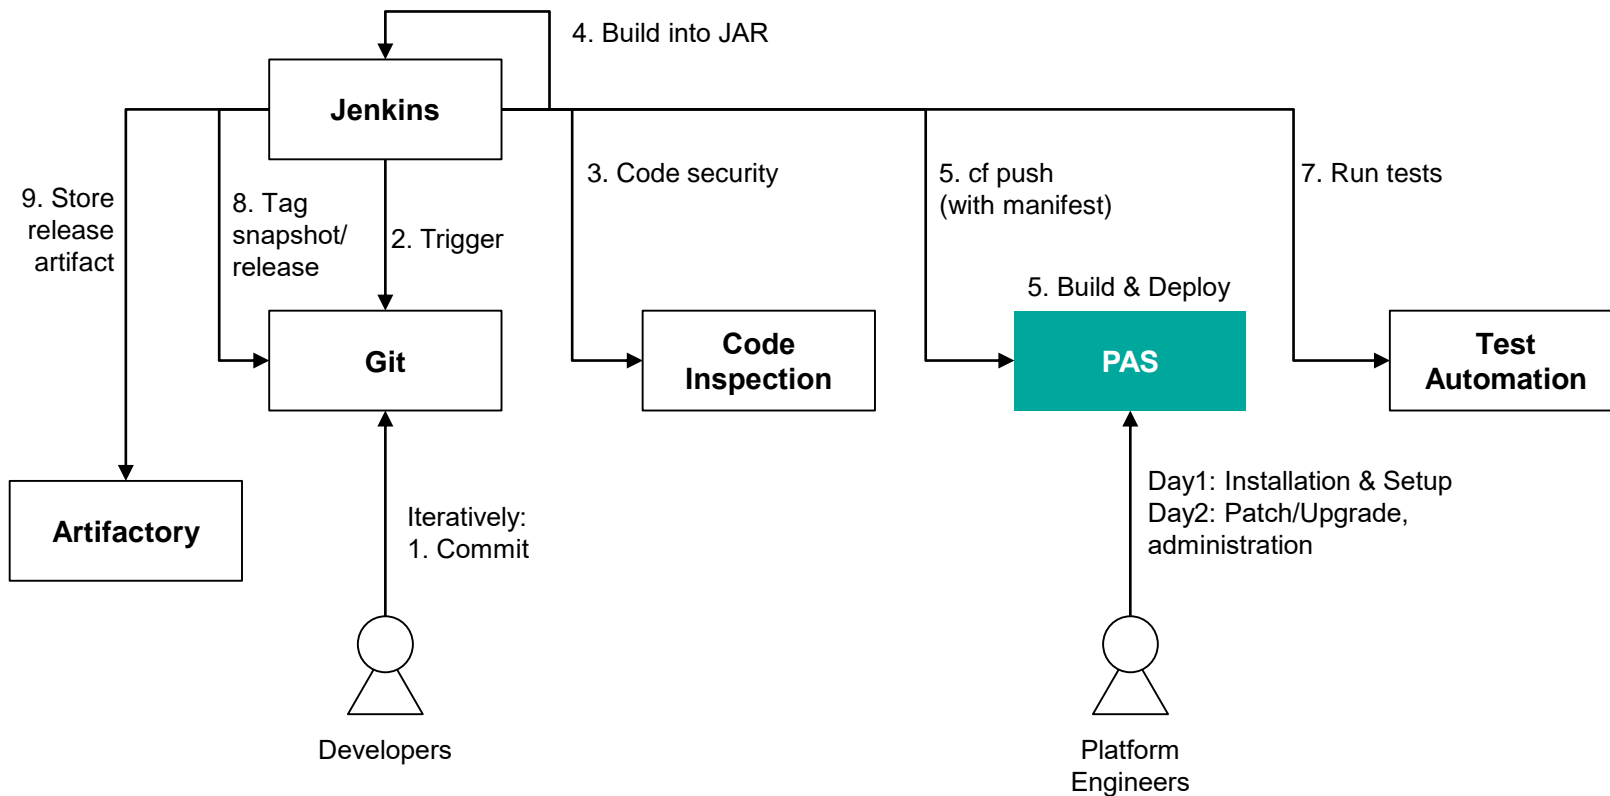 4. Build into JAR
Jenkins
9. Store
release
artifact
8. Tag
snapshot/
release
2. Trigger
3. Code security
5. cf push
(with manifest)
7. Run tests
5. Build & Deploy
Git
Code
Inspection
PAS
Test
Automation
Artifactory
Iteratively:
1. Commit
Day1: Installation & Setup
Day2: Patch/Upgrade,
administration
Developers
Platform
Engineers